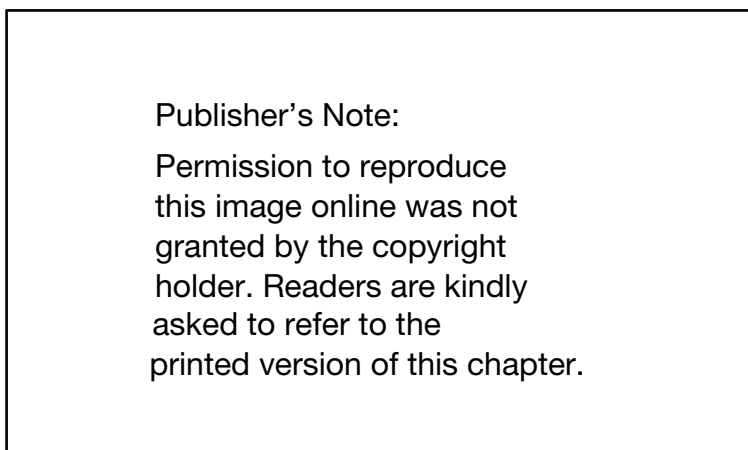 Publisher’s Note:
Permission to reproduce
this image online was not
granted by the copyright
holder. Readers are kindly
asked to refer to the
printed version of this chapter.